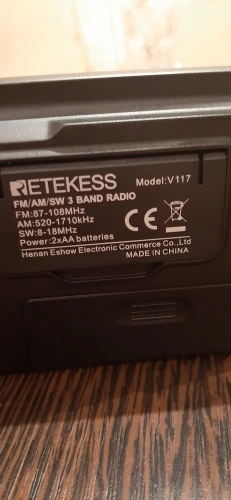 RETEKESS
Model:V117
FM/AM/SW 3 BAND RADIO
FM:87-108MHz
AM:520-1710kHz
SW:8-18MHz
Power:2xAA batteries
CE
Henan Eshow Electronic Commerce Co.,Ltd
MADE IN CHINA